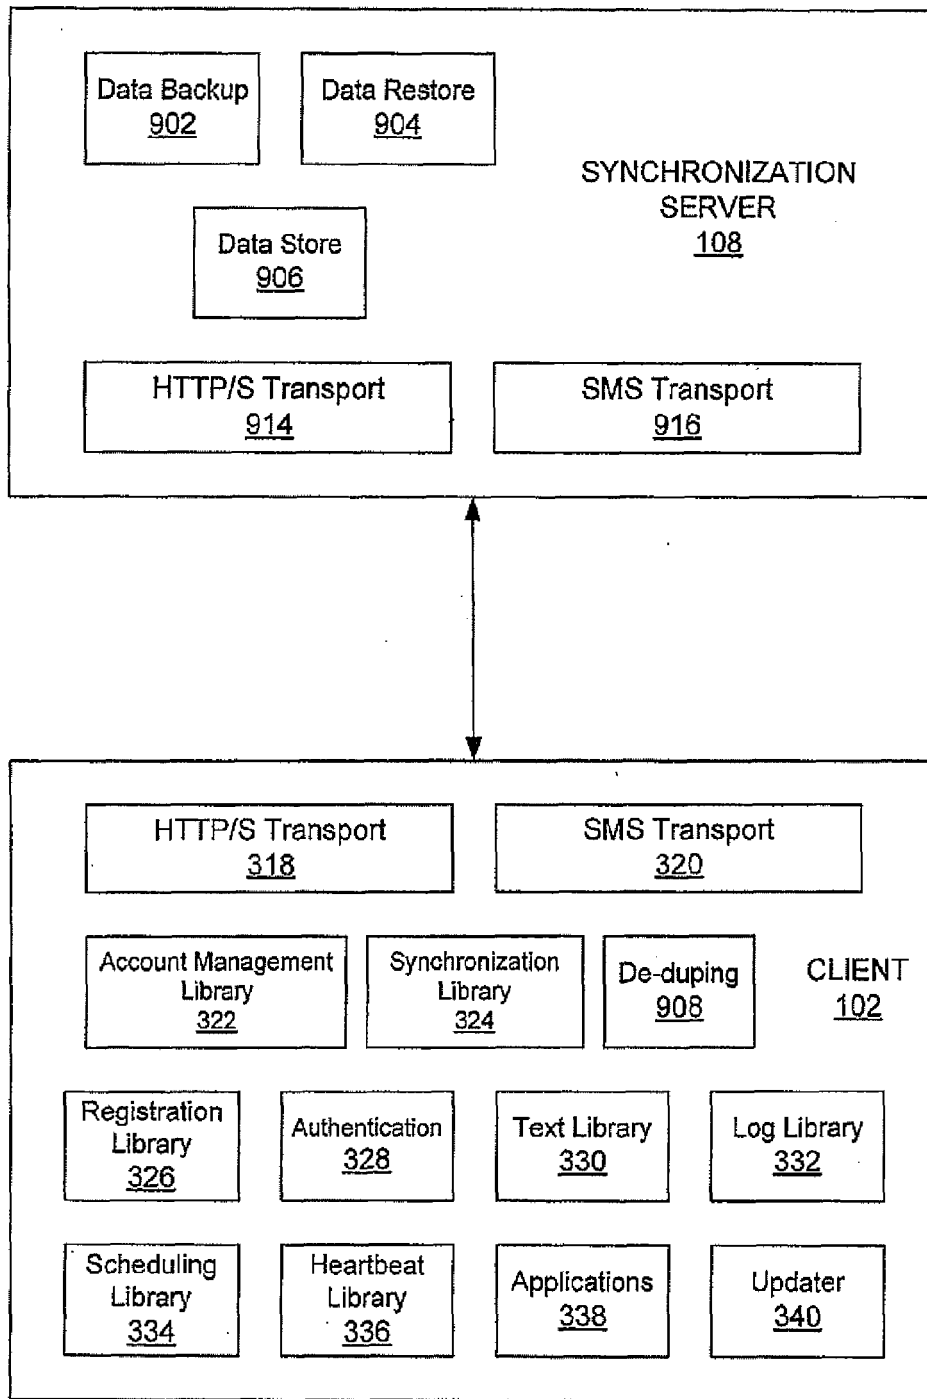 Data Backup
902
Data Restore
904
SYNCHRONIZATION
SERVER
108
Data Store
906
HTTP/S Transport
914
SMS Transport
916
HTTP/S Transport
318
SMS Transport
320
Account Management
Library
322
Synchronization
Library
324
De-duping
908
CLIENT
102
Registration
Library
326
Authentication
328
Text Library
330
Log Library
332
Scheduling
Library
334
Heartbeat
Library
336
Applications
338
Updater
340